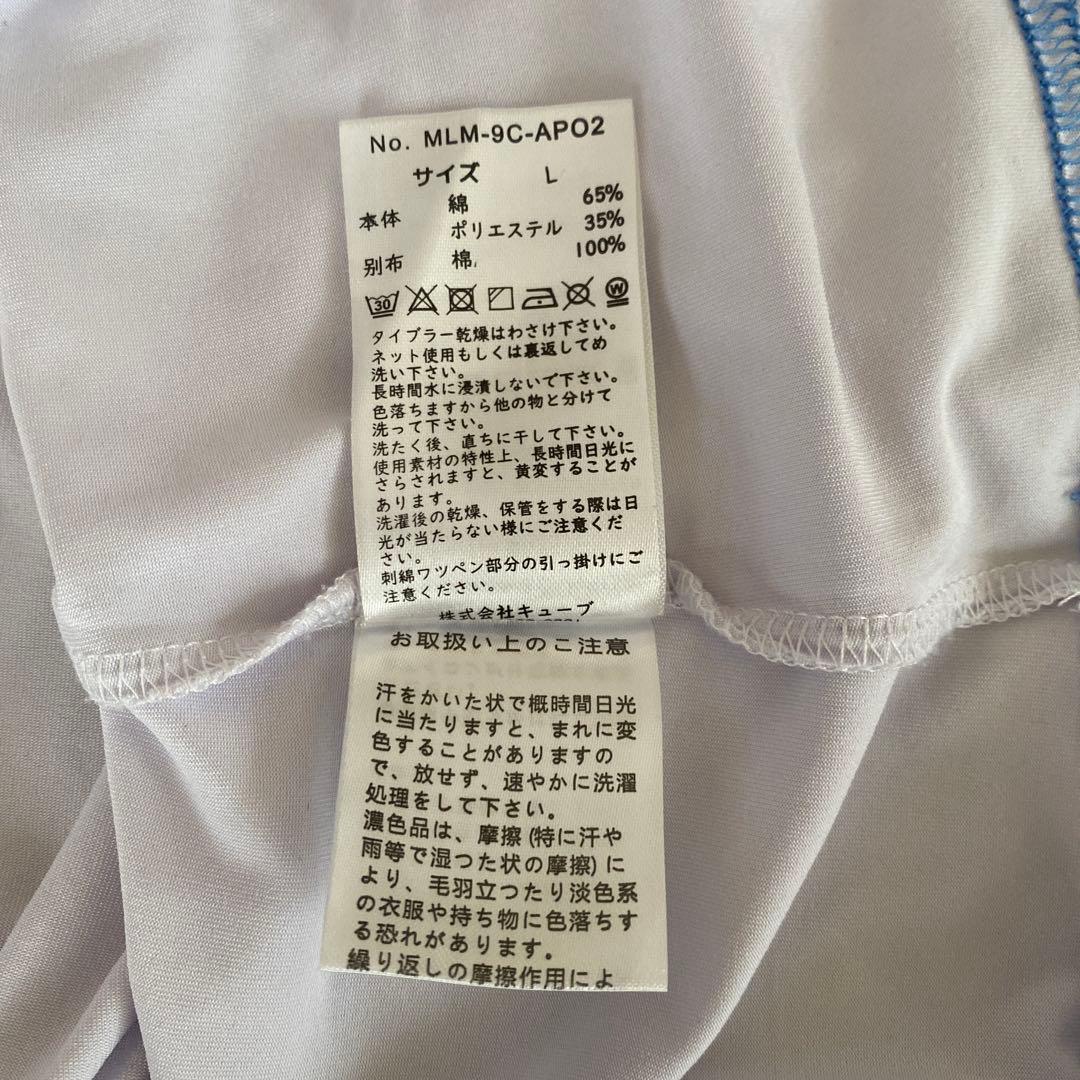 No. MLM-9C-APO2
サイズ L
本体 綿 65%
ポリエステル 35%
別布 棉 100%
30 W
タイブラー乾燥はわさけ下さい。
ネット使用もしくは裏返してめ
洗い下さい。
長時間水に浸漬しないで下さい。
色落ちますから他の物と分けて
洗って下さい。
洗たく後、直ちに干して下さい。
使用素材の特性上、長時間日光に
さらされますと、黄変することが
あります。
洗濯後の乾燥、保管をする際は日
光が当たらない様にご注意くだ
さい。
刺綿ワツペン部分の引っ掛けにご
注意ください。
株式会社キューブ
お取扱い上のご注意
汗をかいた状で概時間日光
に当たりますと、まれに変
色することがありますの
で、放せず、速やかに洗濯
処理をして下さい。
濃色品は、摩擦(特に汗や
雨等で湿つた状の摩擦)に
より、毛羽立つたり淡色系
の衣服や持ち物に色落ちす
る恐れがあります。
繰り返しの摩擦作用によ